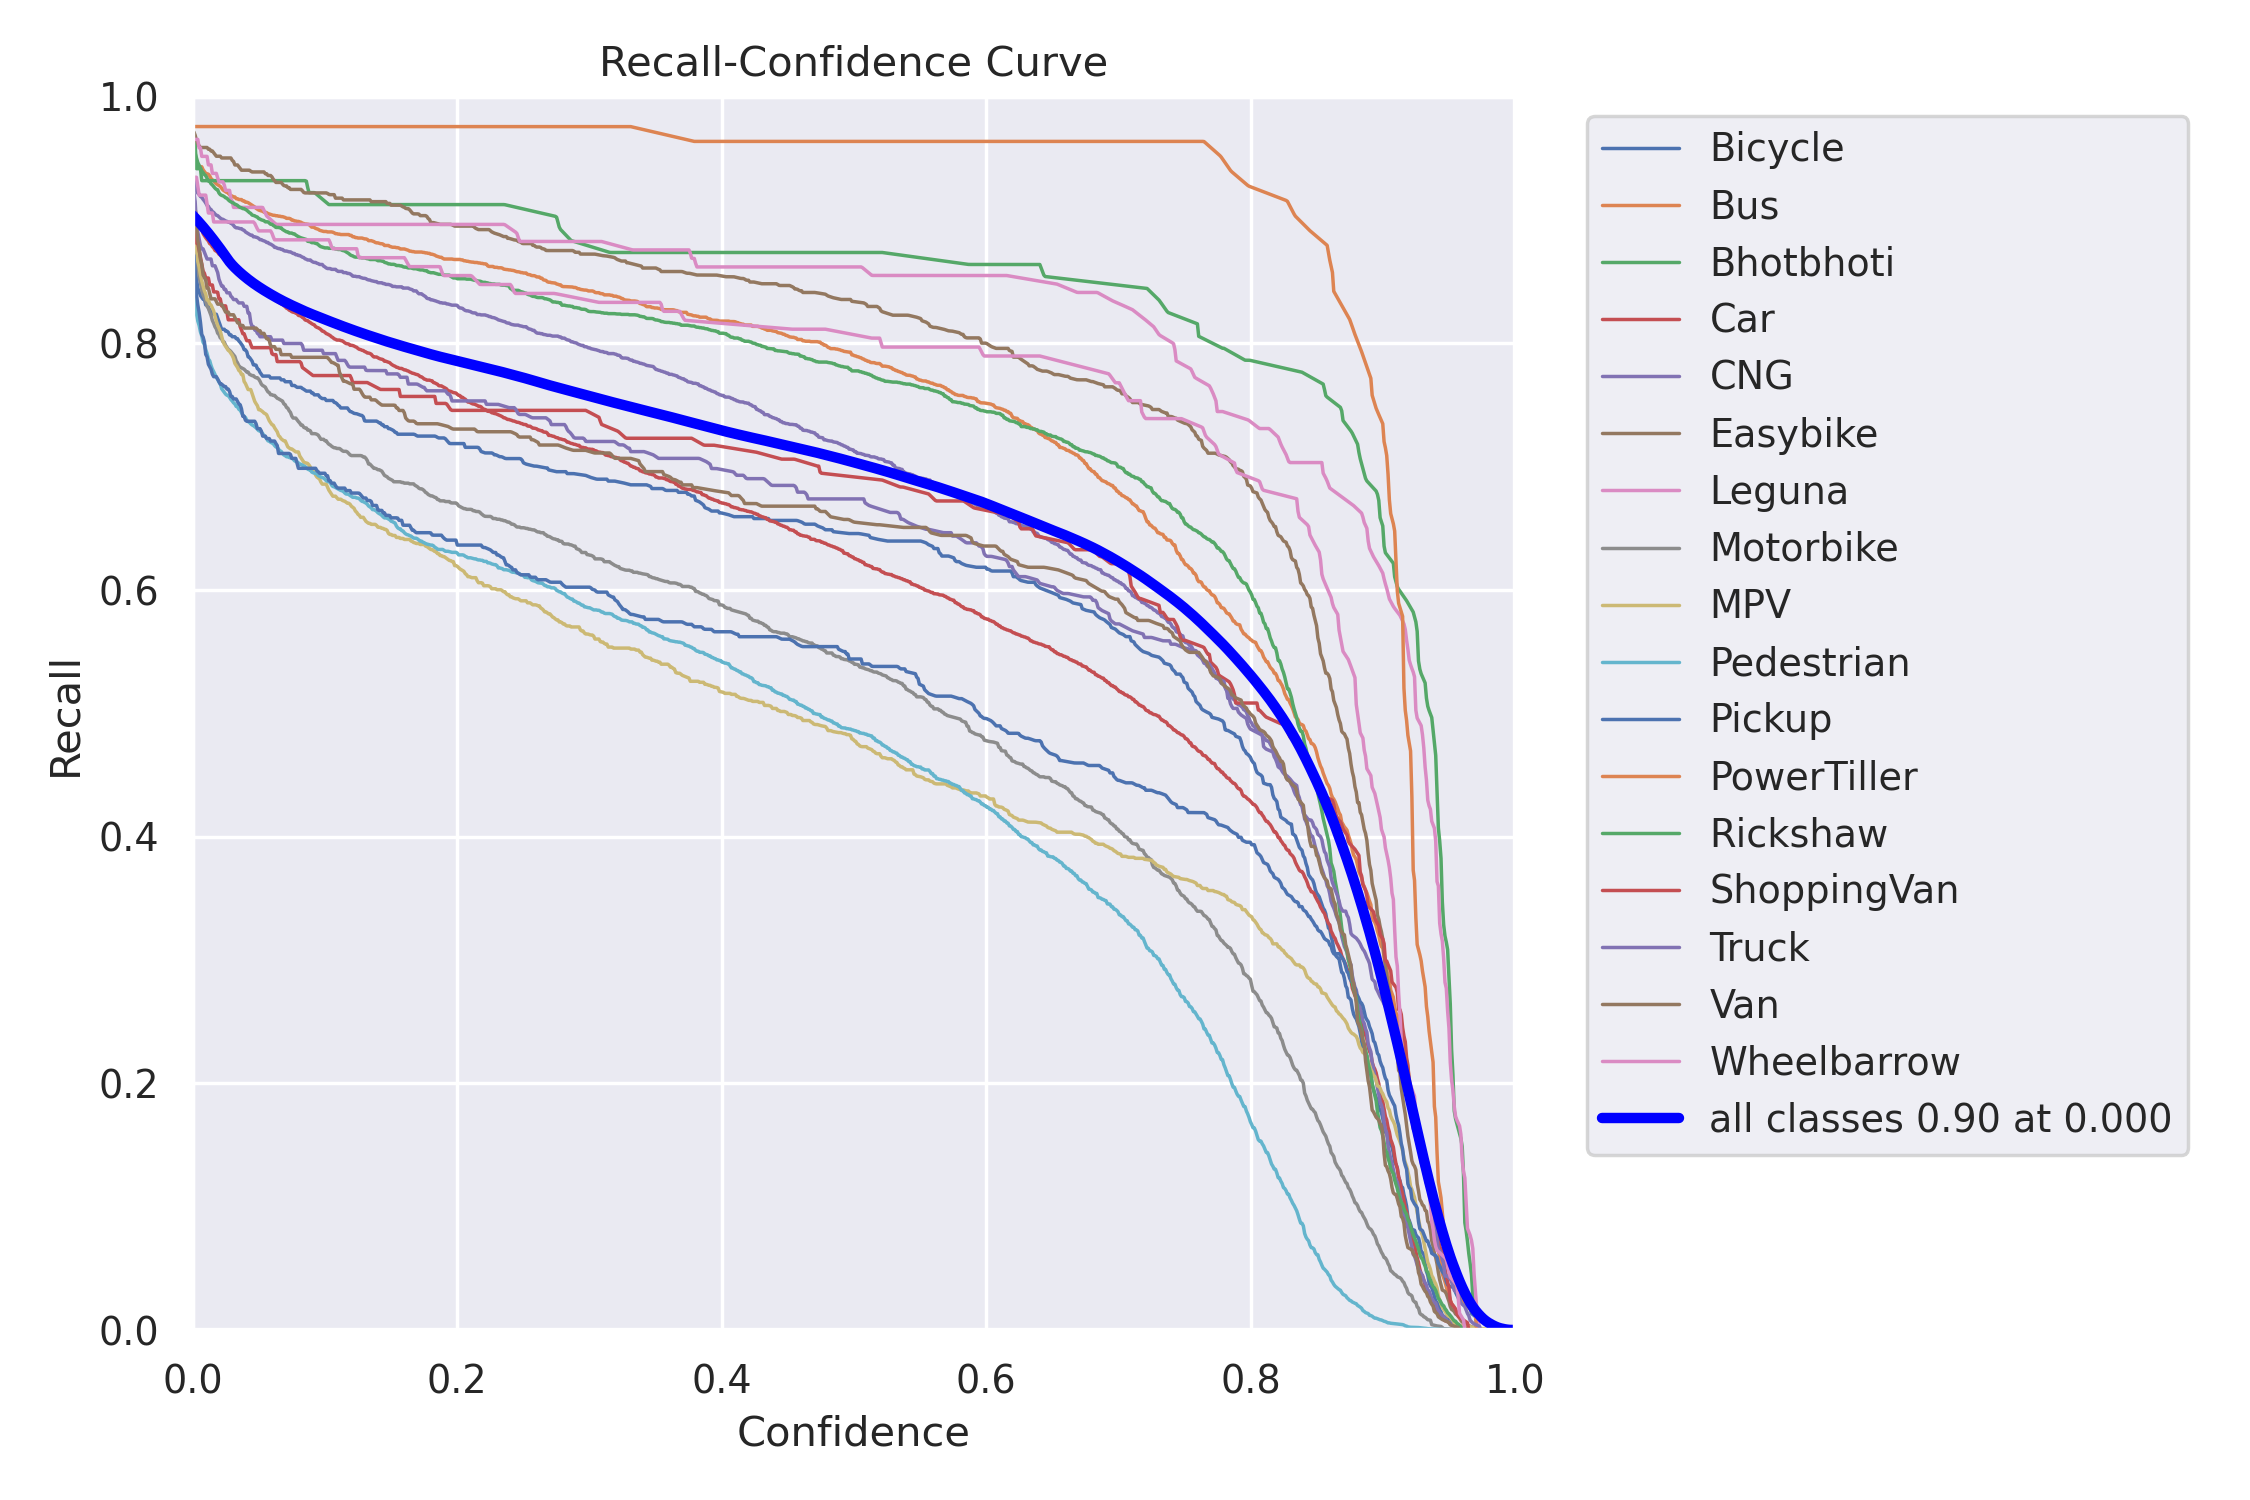 Recall-Confidence Curve
1.0
0.8
0.6
0.4
0.2
0.0
Recall
0.0 0.2 0.4 0.6 0.8 1.0
Confidence
Bicycle
Bus
Bhotbhoti
Car
CNG
Easybike
Leguna
Motorbike
MPV
Pedestrian
Pickup
PowerTiller
Rickshaw
ShoppingVan
Truck
Van
Wheelbarrow
all classes 0.90 at 0.000